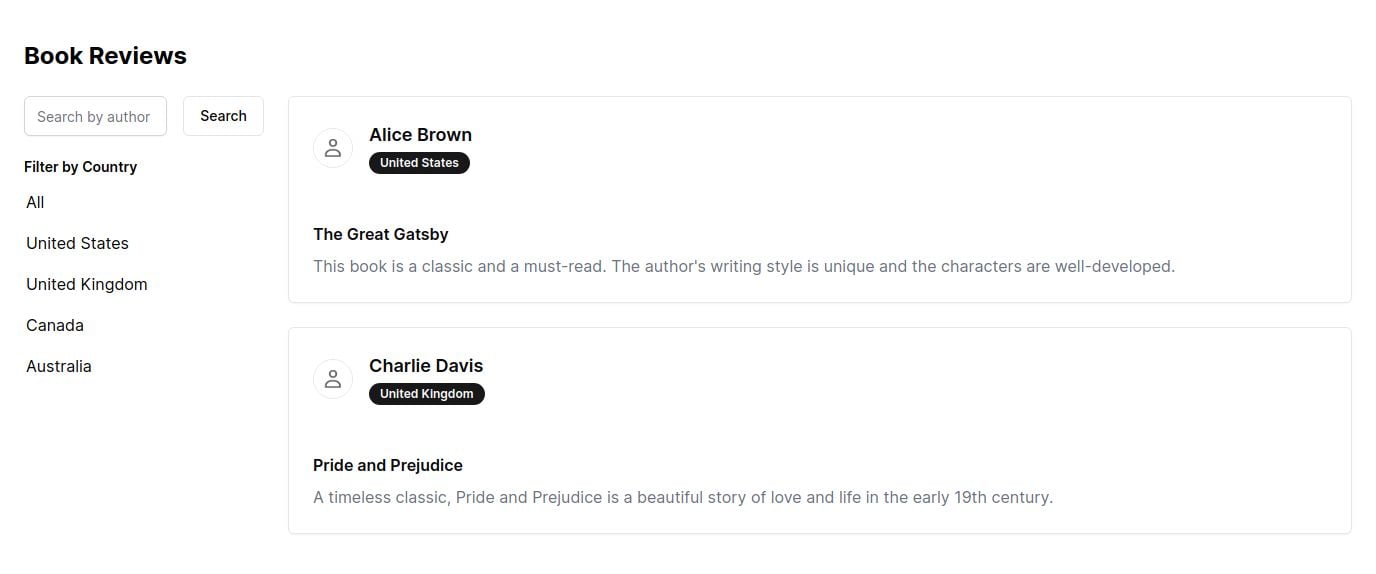 Book Reviews
Search by author
Search
Filter by Country
All
United States
United Kingdom
Canada
Australia
Alice Brown
United States
The Great Gatsby
This book is a classic and a must-read. The author's writing style is unique and the characters are well-developed.
Charlie Davis
United Kingdom
Pride and Prejudice
A timeless classic, Pride and Prejudice is a beautiful story of love and life in the early 19th century.